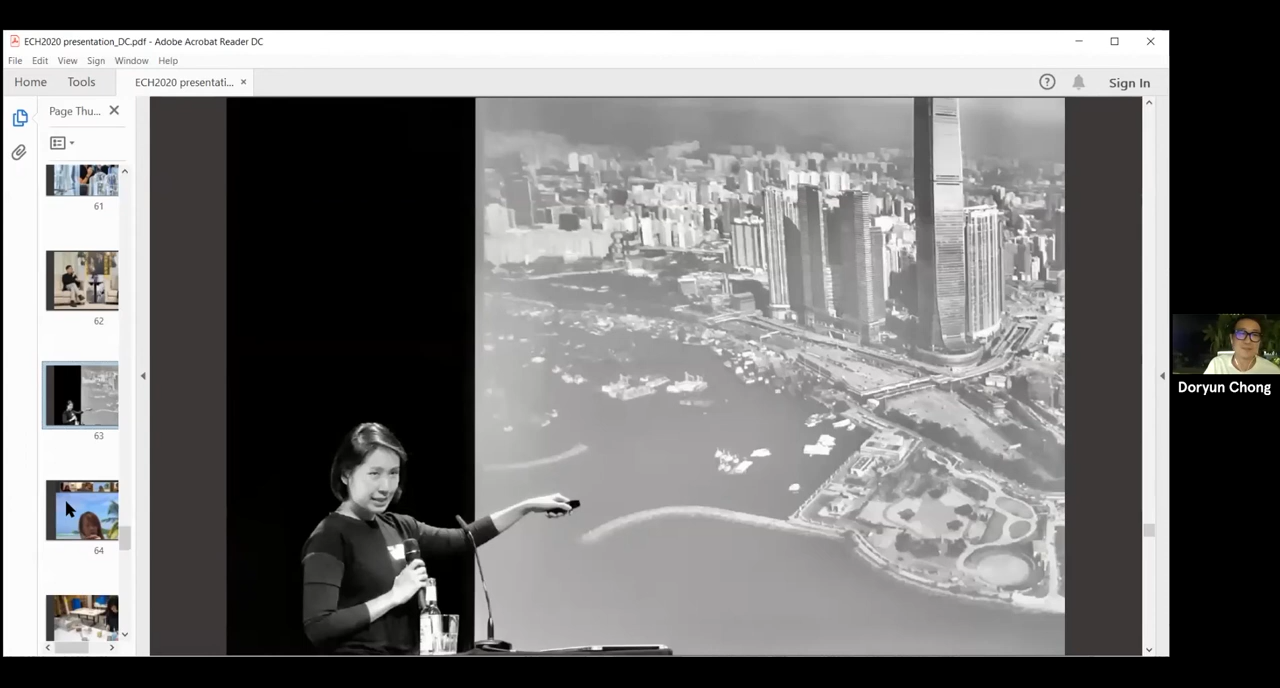 ECH2020 presentation_DC.pdf - Adobe Acrobat Reader DC
File Edit View Sign Window Help
Home Tools ECH2020 presentati... ×
? Sign In
Page Thu...
61
62
63
64
Doryun Chong